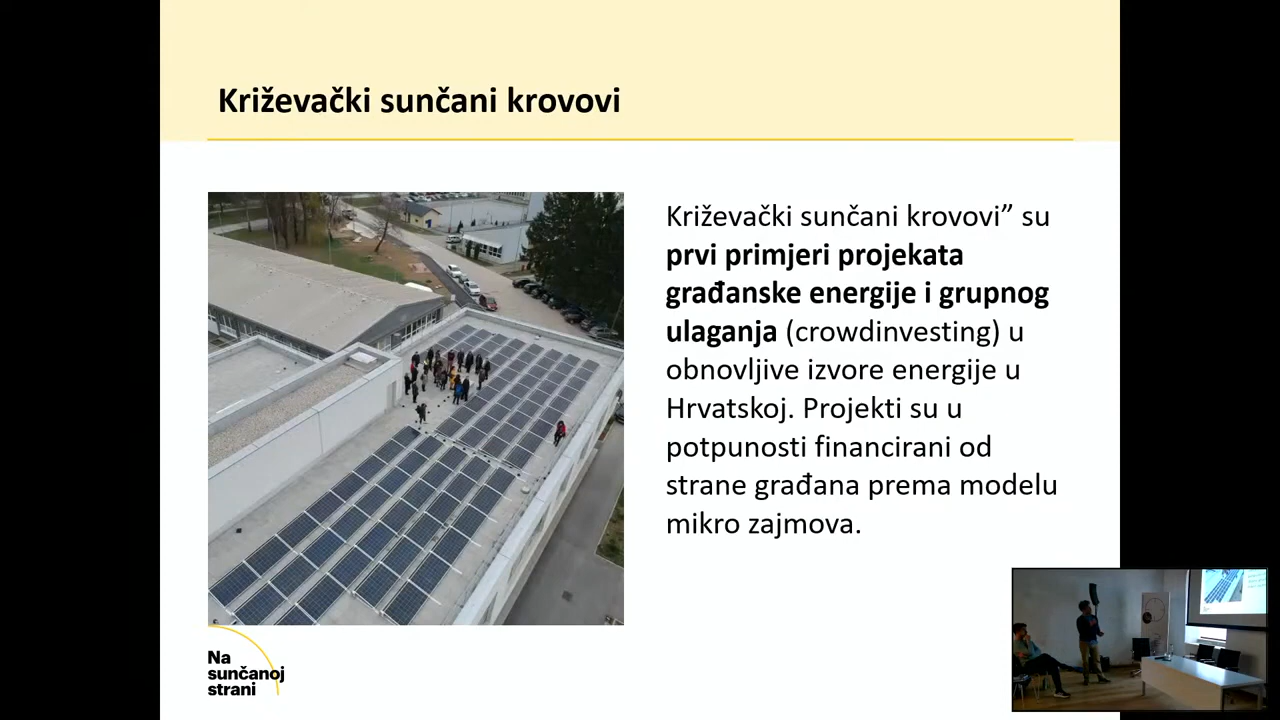 Križevački sunčani krovovi
Križevački sunčani krovovi” su
prvi primjeri projekata
građanske energije i grupnog
ulaganja (crowdinvesting) u
obnovljive izvore energije u
Hrvatskoj. Projekti su u
potpunosti financirani od
strane građana prema modelu
mikro zajmova.
Na
sunčanoj
strani